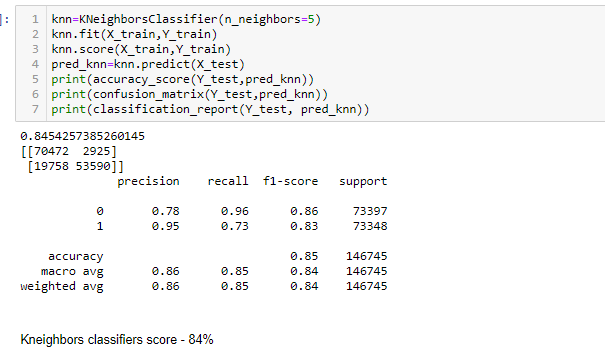 ]: 1 knn=KNeighborsClassifier(n_neighbors=5)
2 knn.fit(X_train,Y_train)
3 knn.score(X_train,Y_train)
4 pred_knn=knn.predict(X_test)
5 print(accuracy_score(Y_test,pred_knn))
6 print(confusion_matrix(Y_test,pred_knn))
7 print(classification_report(Y_test, pred_knn))
0.8454257385260145
[[70472 2925]
[19758 53590]]
precision recall f1-score support
0 0.78 0.96 0.86 73397
1 0.95 0.73 0.83 73348
accuracy 0.85 146745
macro avg 0.86 0.85 0.84 146745
weighted avg 0.86 0.85 0.84 146745
Kneighbors classifiers score - 84%